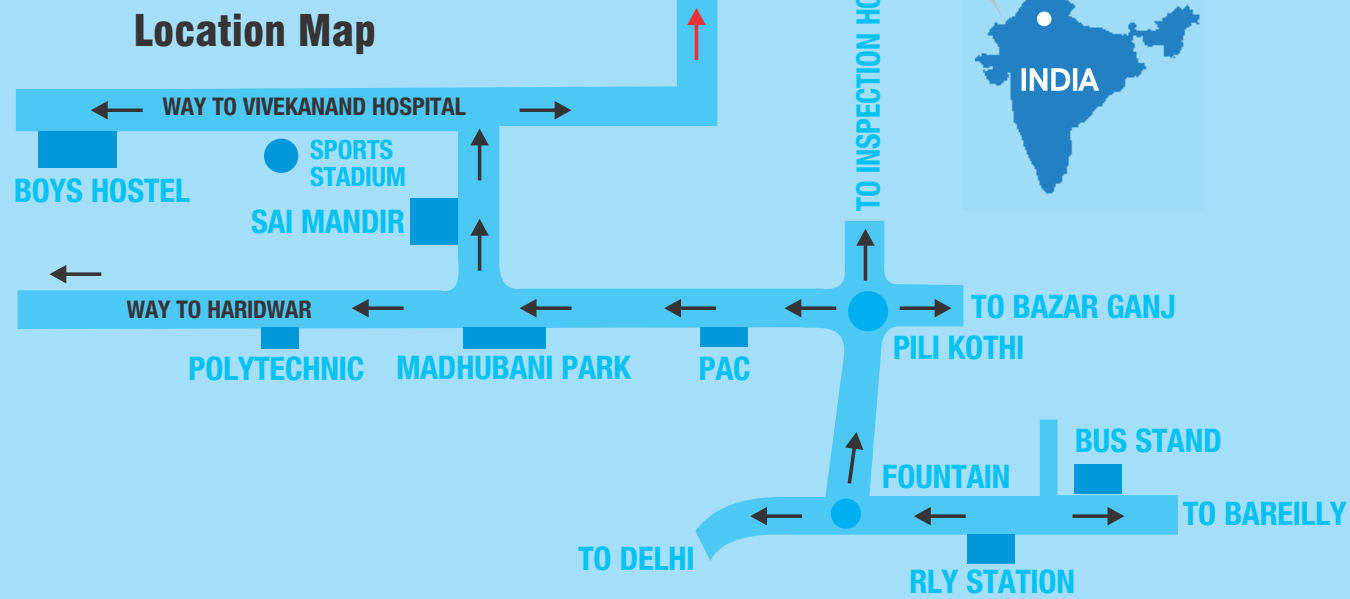 Location Map
INDIA
TO INSPECTION
WAY TO VIVEKANAND HOSPITAL
SPORTS
STADIUM
BOYS HOSTEL
SAI MANDIR
WAY TO HARIDWAR
TO BAZAR GANJ
PILI KOTHI
POLYTECHNIC
MADHUBANI PARK
PAC
BUS STAND
FOUNTAIN
TO BAREILLY
TO DELHI
RLY STATION